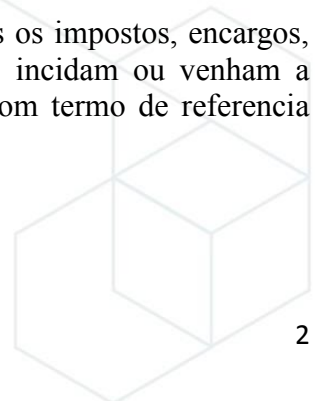 s os impostos, encargos,
incidam ou venham a
om termo de referencia
2